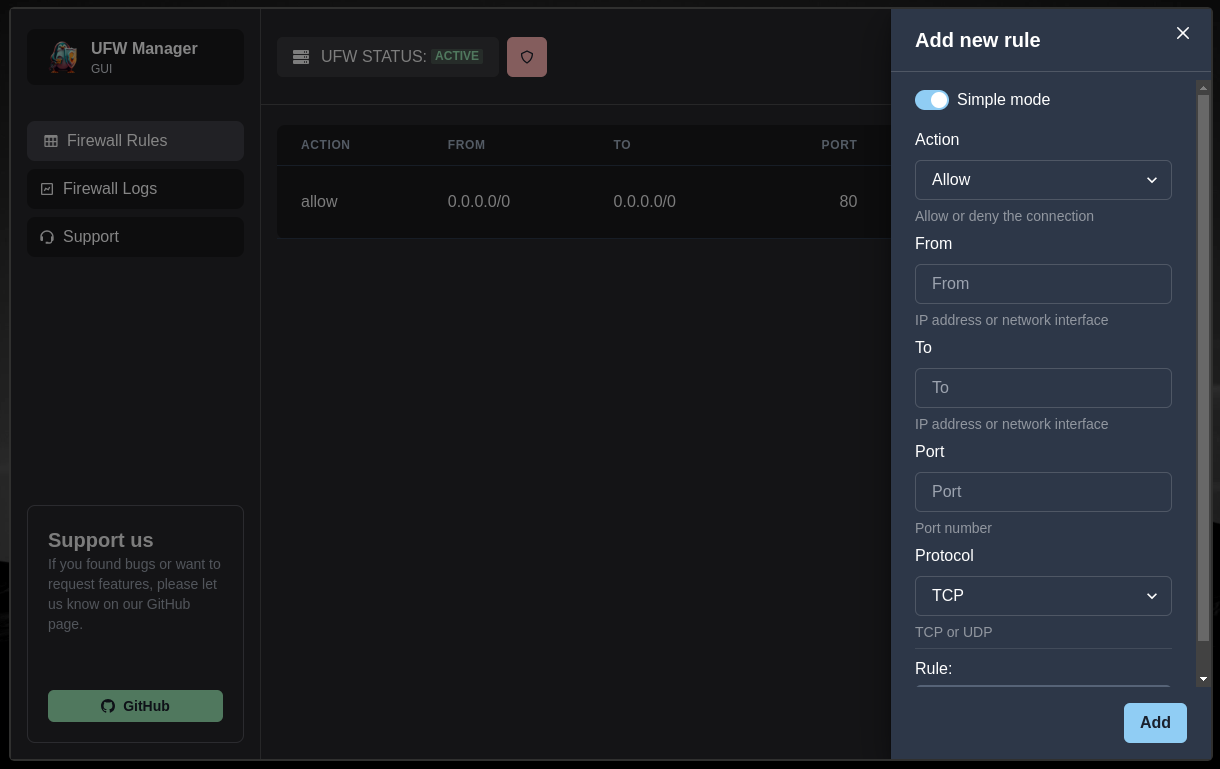 UFW Manager
GUI
Firewall Rules
Firewall Logs
Support
Support us
If you found bugs or want to
request features, please let
us know on our GitHub
page.
GitHub
UFW STATUS: ACTIVE
ACTION FROM TO PORT
allow 0.0.0.0/0 0.0.0.0/0 80
Add new rule
Simple mode
Action
Allow
Allow or deny the connection
From
From
IP address or network interface
To
To
IP address or network interface
Port
Port
Port number
Protocol
TCP
TCP or UDP
Rule:
Add